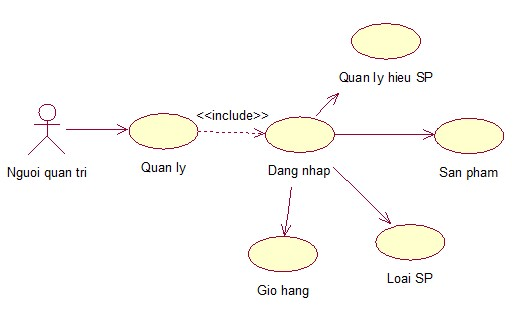 Quan ly hieu SP
<<include>>
Nguoi quan tri
Quan ly
Dang nhap
San pham
Gio hang
Loai SP